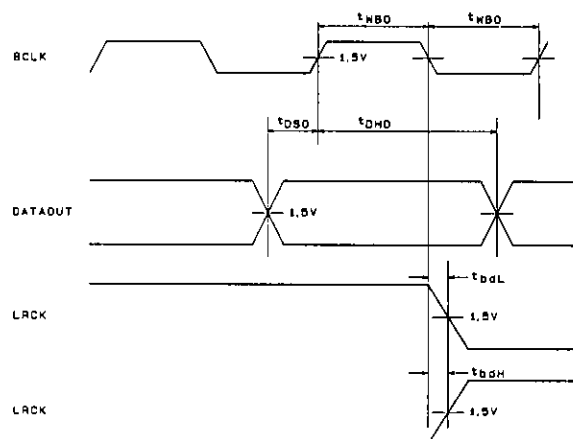 tWBO tWBO
BCLK 1.5V
tDSO tDHO
DATAOUT 1.5V
tbdL
LRCK 1.5V
tbdH
LRCK 1.5V